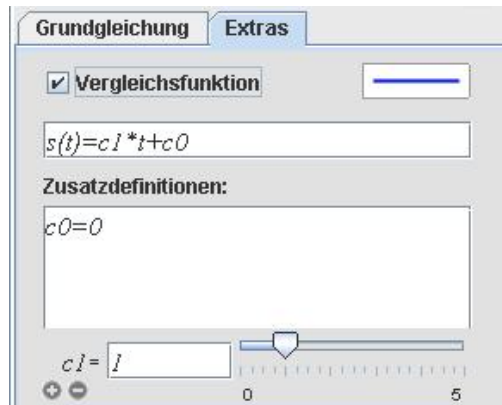 Grundgleichung Extras
Vergleichsfunktion
s(t)=c1*t+c0
Zusatzdefinitionen:
c0=0
c1= 1
0 5